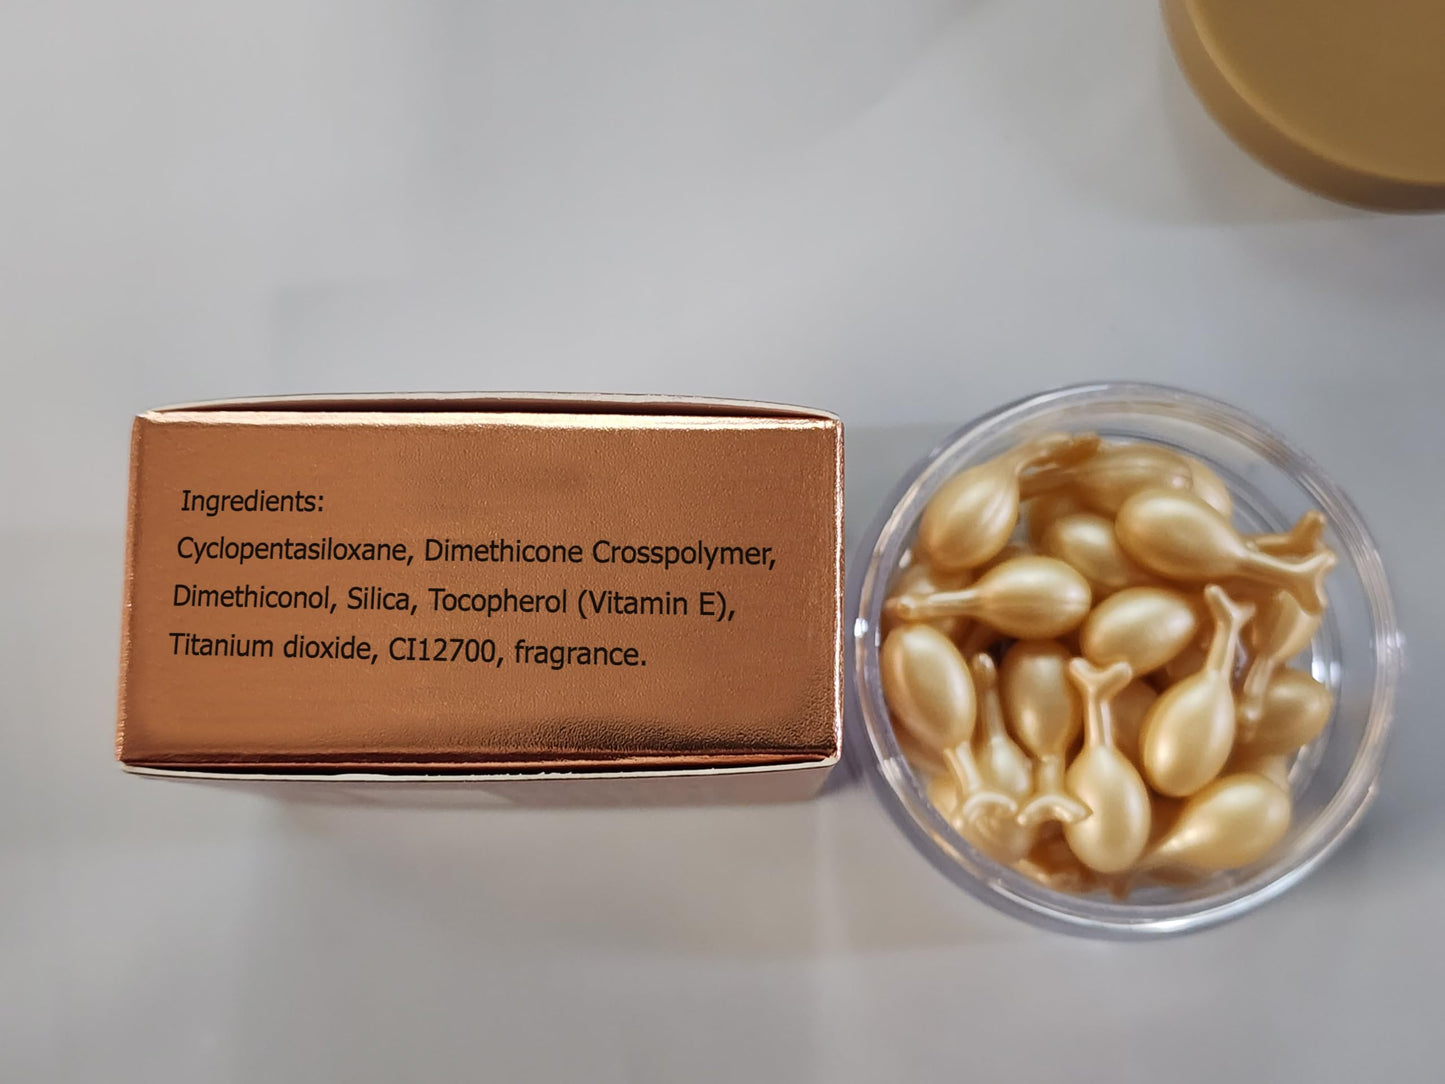 Ingredients:
Cyclopentasiloxane, Dimethicone Crosspolymer,
Dimethiconol, Silica, Tocopherol (Vitamin E),
Titanium dioxide, CI12700, fragrance.